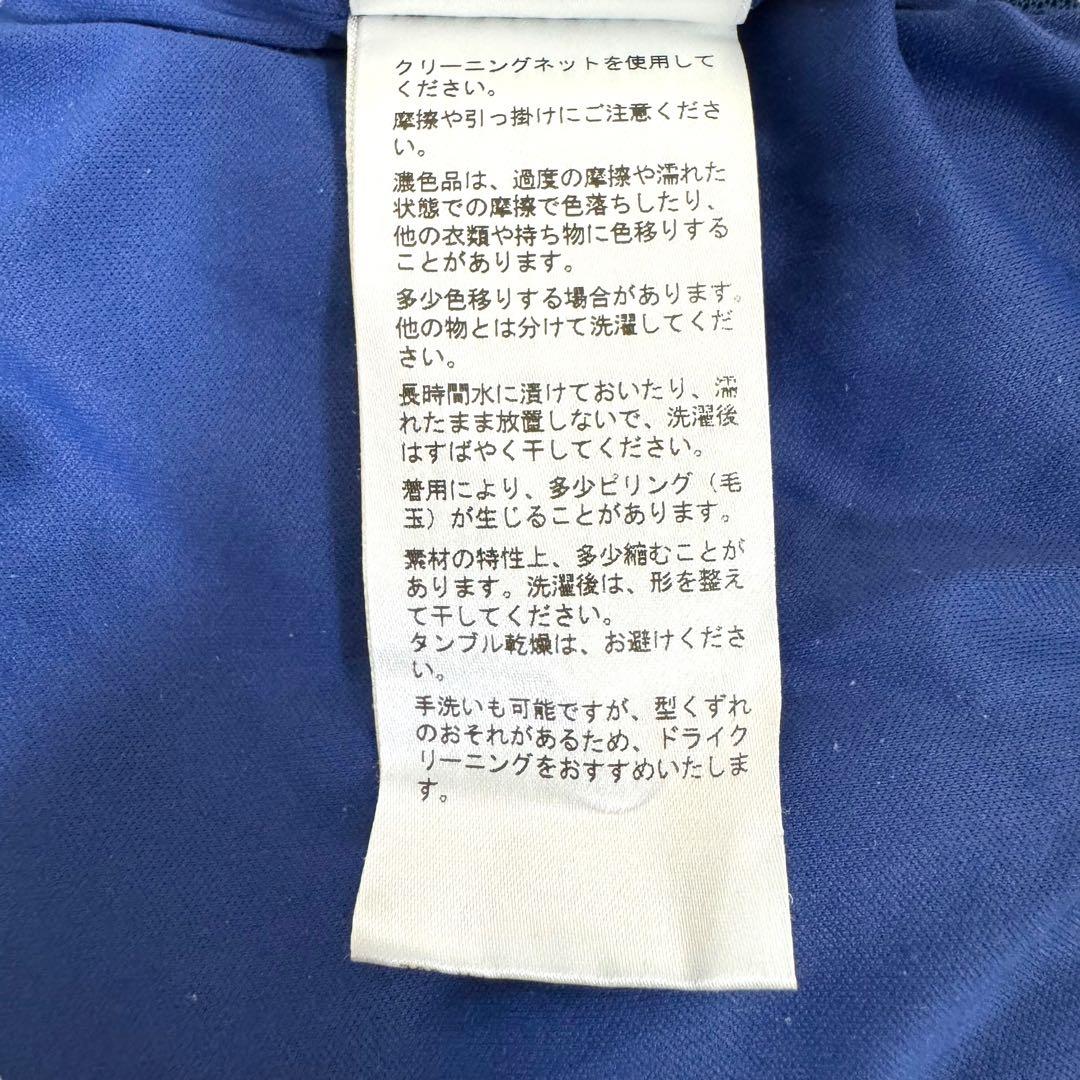 クリーニングネットを使用して
ください。
摩擦や引っ掛けにご注意くださ
い。
濃色品は、過度の摩擦や濡れた
状態での摩擦で色落ちしたり、
他の衣類や持ち物に色移りする
ことがあります。
多少色移りする場合があります。
他の物とは分けて洗濯してくだ
さい。
長時間水に漬けておいたり、濡
れたまま放置しないで、洗濯後
はすばやく干してください。
着用により、多少ピリング（毛
玉）が生じることがあります。
素材の特性上、多少縮むことが
あります。洗濯後は、形を整え
て干してください。
タンブル乾燥は、お避けくださ
い。
手洗いも可能ですが、型くずれ
のおそれがあるため、ドライク
リーニングをおすすめいたしま
す。